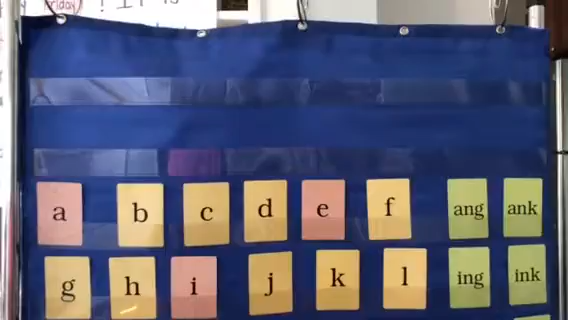 Friday
a b c d e f ang ank
g h i j k l ing ink